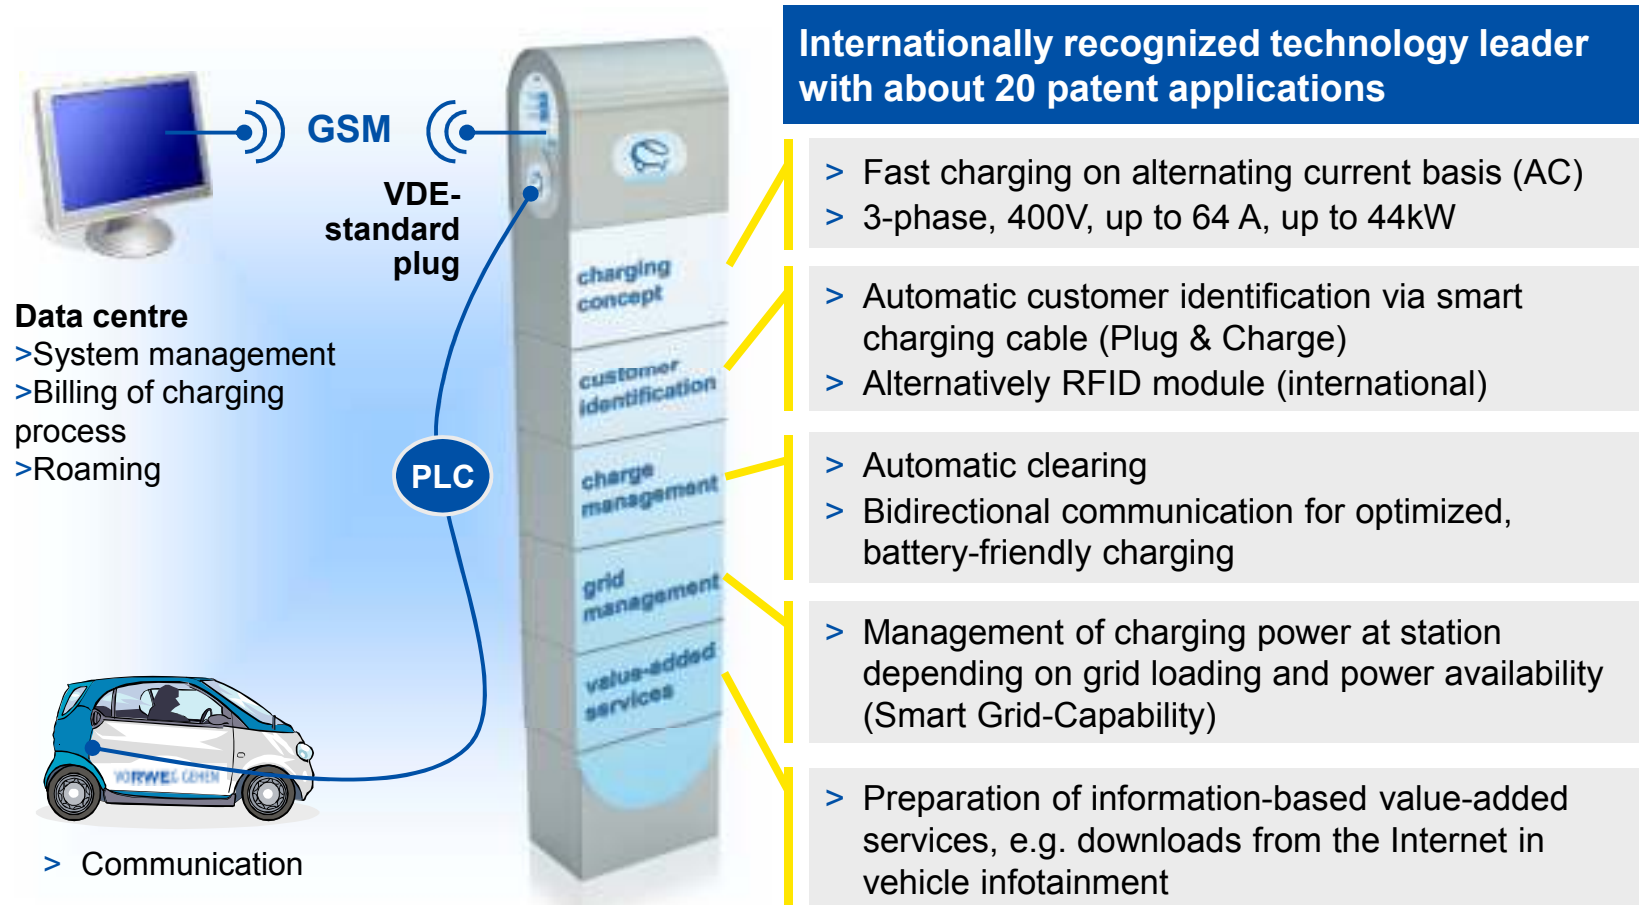 Internationally recognized technology leader
with about 20 patent applications
GSM
VDE-
standard
plug
Data centre
>System management
>Billing of charging
process
>Roaming
PLC
charging
concept
customer
identification
charge
management
grid
management
value-added
services
> Fast charging on alternating current basis (AC)
> 3-phase, 400V, up to 64 A, up to 44kW
> Automatic customer identification via smart
charging cable (Plug & Charge)
> Alternatively RFID module (international)
> Automatic clearing
> Bidirectional communication for optimized,
battery-friendly charging
> Management of charging power at station
depending on grid loading and power availability
(Smart Grid-Capability)
> Preparation of information-based value-added
services, e.g. downloads from the Internet in
vehicle infotainment
VORWEG GEHEN
> Communication